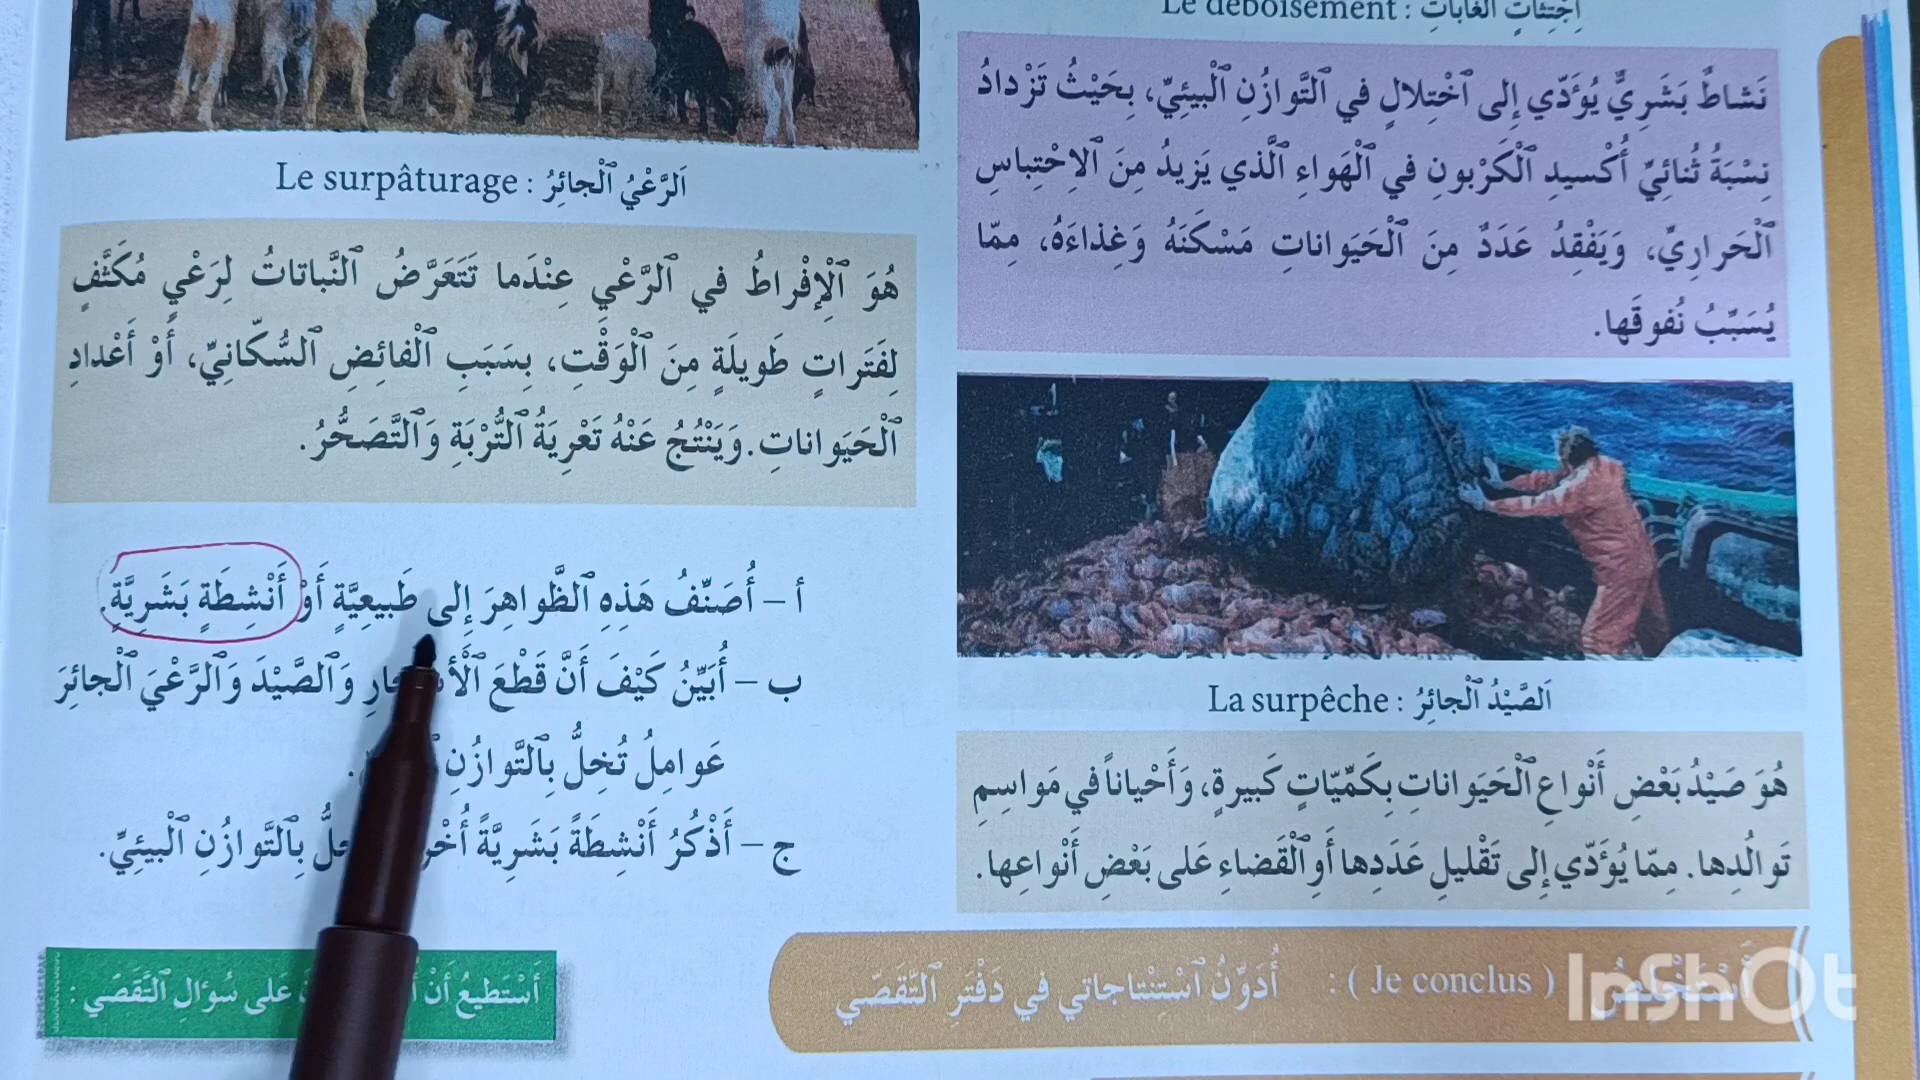 Le déboisement : اِجْتِثاتُ الْغاباتِ
نَشاطٌ بَشَرِيٌّ يُؤَدّي إِلى ٱخْتِلالٍ في ٱلتَّوازُنِ ٱلْبيئِيِّ، بِحَيْثُ تَزْدادُ
نِسْبَةُ ثُنائِيِّ أُكْسيدِ ٱلْكَرْبونِ في ٱلْهَواءِ ٱلَّذي يَزيدُ مِنَ ٱلِاحْتِباسِ
ٱلْحَرارِيِّ، وَيَفْقِدُ عَدَدٌ مِنَ ٱلْحَيَواناتِ مَسْكَنَهُ وَغِذاءَهُ، مِمّا
يُسَبِّبُ نُفوقَها.
La surpêche : اَلصَّيْدُ ٱلْجائِرُ
هُوَ صَيْدُ بَعْضِ أَنْواعِ ٱلْحَيَواناتِ بِكَمِّيّاتٍ كَبيرةٍ، وَأَحْياناً في مَواسِمِ
تَوالُدِها. مِمّا يُؤَدّي إِلى تَقْليلِ عَدَدِها أَوِ ٱلْقَضاءِ عَلى بَعْضِ أَنْواعِها.
Le surpâturage : اَلرَّعْيُ ٱلْجائِرُ
هُوَ ٱلْإِفْراطُ في ٱلرَّعْيِ عِنْدَما تَتَعَرَّضُ ٱلنَّباتاتُ لِرَعْيٍ مُكَثَّفٍ
لِفَتَراتٍ طَويلَةٍ مِنَ ٱلْوَقْتِ، بِسَبَبِ ٱلْفائِضِ ٱلسُّكّانِيِّ، أَوْ أَعْدادِ
ٱلْحَيَواناتِ. وَيَنْتُجُ عَنْهُ تَعْرِيَةُ ٱلتُّرْبَةِ وَٱلتَّصَحُّرُ.
أ – أُصَنِّفُ هَذِهِ ٱلظَّواهِرَ إِلى طَبيعِيَّةٍ أَوْ أَنْشِطَةٍ بَشَرِيَّةٍ.
ب – أُبَيِّنُ كَيْفَ أَنَّ قَطْعَ وَٱلصَّيْدَ وَٱلرَّعْيَ ٱلْجائِرَ
عَوامِلُ تُخِلُّ بِٱلتَّوازُنِ
ج – أَذْكُرُ أَنْشِطَةً بَشَرِيَّةً بِٱلتَّوازُنِ ٱلْبيئِيِّ.
أَسْتَخْلِصُ ( Je conclus ) : أُدَوِّنُ ٱسْتِنْتاجاتي في دَفْتَرِ ٱلتَّقَصّي
أَسْتَطيعُ أَنْ عَلى سُؤالِ ٱلتَّقَصّي :
InShOt